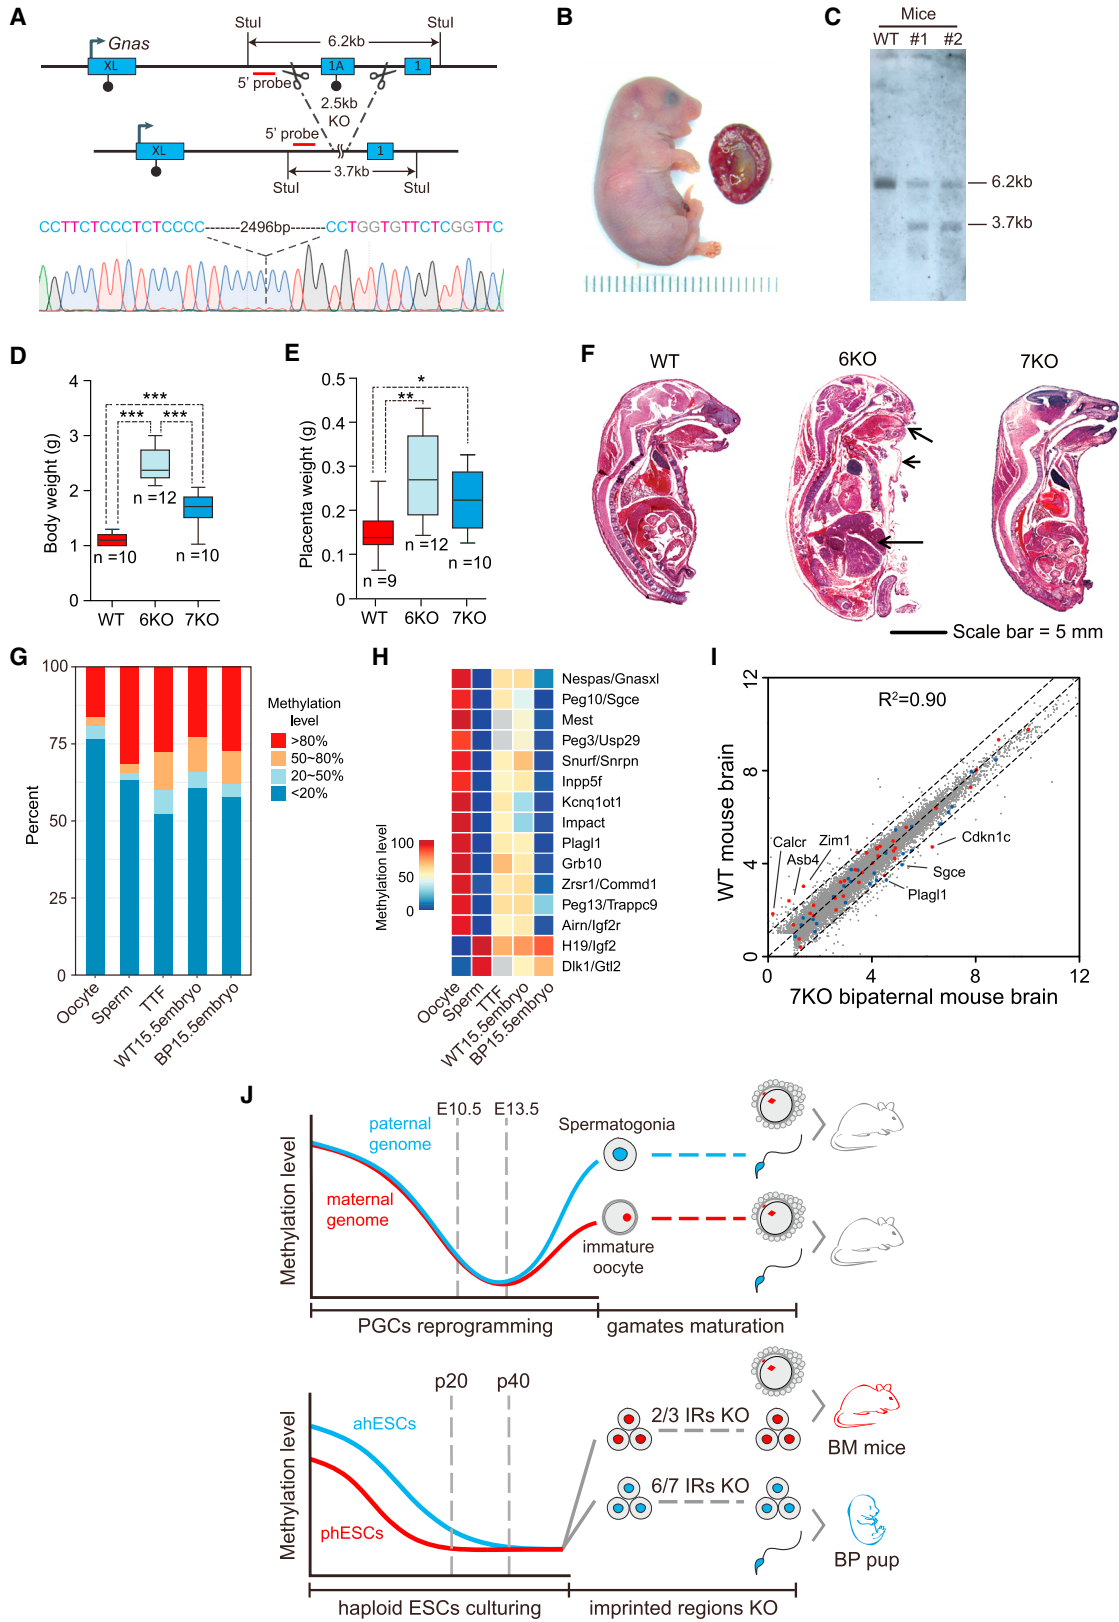 A
StuI
StuI
Gnas
6.2kb
XL
1A
1
5' probe
2.5kb
KO
5' probe
XL
1
3.7kb
StuI
StuI
CCTTCTCCCTCTCCCC-------2496bp-------CCTGGTGTTCTCGGTTC
B
C
Mice
WT #1 #2
6.2kb
3.7kb
D
Body weight (g)
4
3
2
1
0
***
*** ***
n =10
n =12
n =10
WT 6KO 7KO
E
Placenta weight (g)
0.5
0.4
0.3
0.2
0.1
0
*
**
n =9
n =12
n =10
WT 6KO 7KO
F
WT 6KO 7KO
Scale bar = 5 mm
G
Percent
100
75
50
25
0
Oocyte
Sperm
TTF
WT15.5embryo
BP15.5embryo
Methylation
level
>80%
50~80%
20~50%
<20%
H
Methylation level
100
50
0
Nespas/Gnasxl
Peg10/Sgce
Mest
Peg3/Usp29
Snurf/Snrpn
Inpp5f
Kcnq1ot1
Impact
Plagl1
Grb10
Zrsr1/Commd1
Peg13/Trappc9
Airn/Igf2r
H19/Igf2
Dlk1/Gtl2
Oocyte
Sperm
TTF
WT15.5embryo
BP15.5embryo
I
WT mouse brain
12
8
4
0
R²=0.90
Calcr
Asb4
Zim1
Cdkn1c
Sgce
Plagl1
0 4 8 12
7KO bipaternal mouse brain
J
Methylation level
E10.5 E13.5
paternal
genome
maternal
genome
Spermatogonia
immature
oocyte
PGCs reprogramming
gamates maturation
Methylation level
p20 p40
ahESCs
phESCs
2/3 IRs KO
BM mice
6/7 IRs KO
BP pup
haploid ESCs culturing
imprinted regions KO